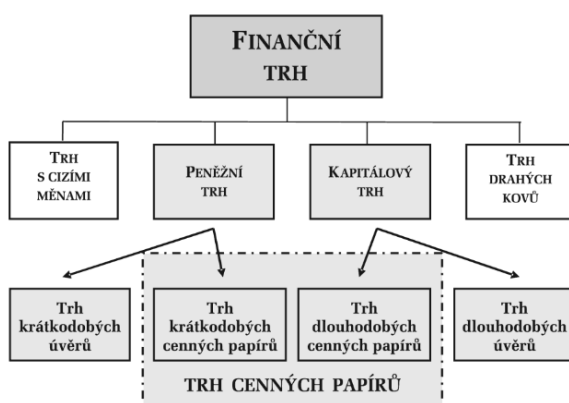 FINANČNÍ
TRH
TRH
S CIZÍMI
MĚNAMI
PENĚŽNÍ
TRH
KAPITÁLOVÝ
TRH
TRH
DRAHÝCH
KOVŮ
Trh
krátkodobých
úvěrů
Trh
krátkodobých
cenných papírů
Trh
dlouhodobých
cenných papírů
Trh
dlouhodobých
úvěrů
TRH CENNÝCH PAPÍRŮ